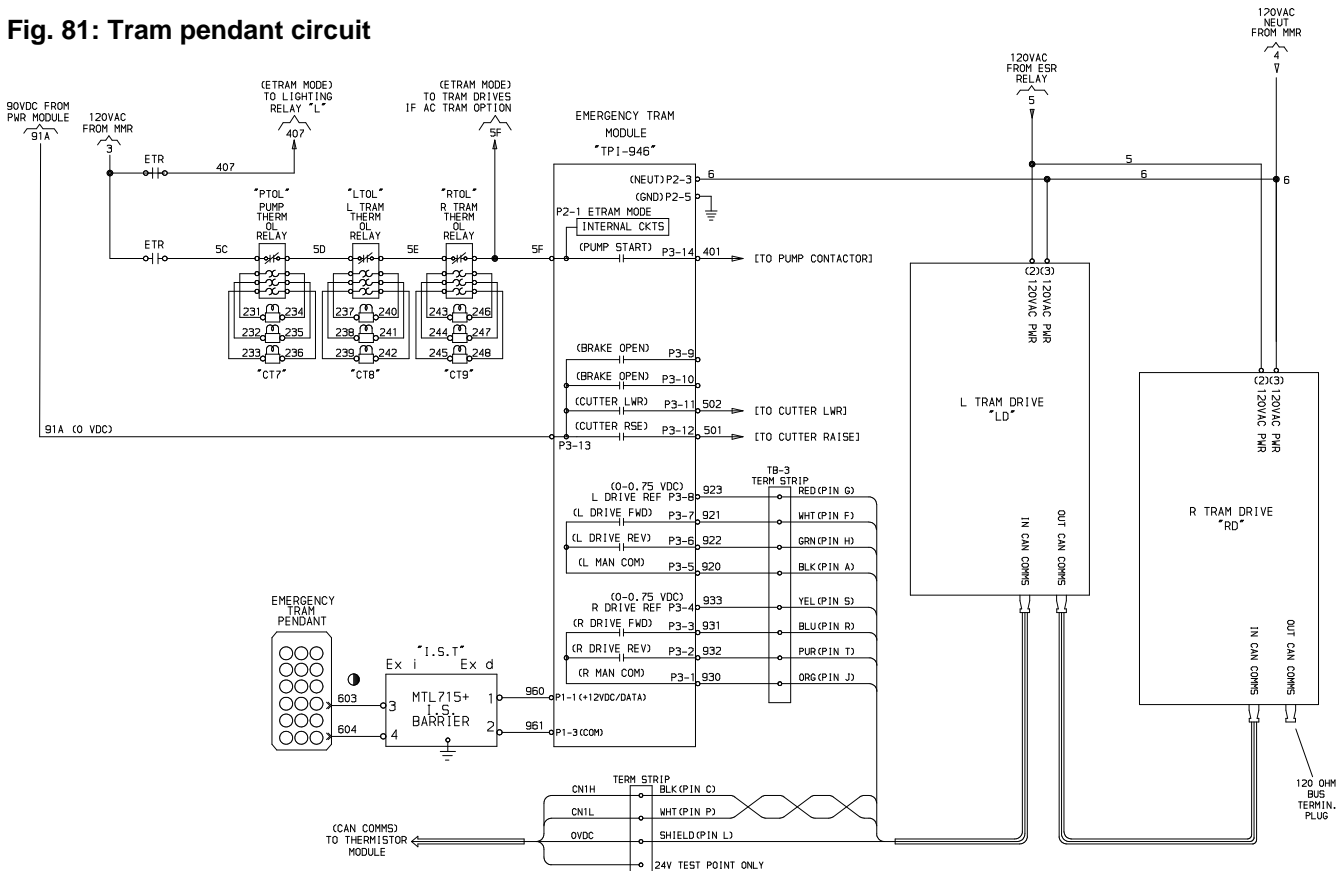 Fig. 81: Tram pendant circuit
120VAC
NEUT
FROM MMR
4
120VAC
FROM ESR
RELAY
5
(ETRAM MODE)
TO LIGHTING
RELAY "L"
407
(ETRAM MODE)
TO TRAM DRIVES
IF AC TRAM OPTION
5F
90VDC FROM
PWR MODULE
91A
120VAC
FROM MMR
3
EMERGENCY TRAM
MODULE
"TPI-946"
ETR
407
5
6
6
(NEUT) P2-3
6
(GND) P2-5
"PTOL"
PUMP
THERM
OL
RELAY
"LTOL"
L TRAM
THERM
OL
RELAY
"RTOL"
R TRAM
THERM
OL
RELAY
P2-1 ETRAM MODE
INTERNAL CKTS
ETR
5C
5D
5E
5F
(PUMP START)
P3-14
401
[TO PUMP CONTACTOR]
231
234
237
240
243
246
232
235
238
241
244
247
233
236
239
242
245
248
"CT7"
"CT8"
"CT9"
(2)(3)
120VAC PWR
120VAC PWR
(2)(3)
120VAC PWR
120VAC PWR
(BRAKE OPEN)
P3-9
(BRAKE OPEN)
P3-10
(CUTTER LWR)
P3-11
502
[TO CUTTER LWR]
(CUTTER RSE)
P3-12
501
[TO CUTTER RAISE]
91A (0 VDC)
P3-13
L TRAM DRIVE
"LD"
R TRAM DRIVE
"RD"
TB-3
TERM STRIP
(0-0.75 VDC)
L DRIVE REF P3-8
923
RED(PIN G)
(L DRIVE FWD)
P3-7
921
WHT(PIN F)
(L DRIVE REV)
P3-6
922
GRN(PIN H)
(L MAN COM)
P3-5
920
BLK(PIN A)
(0-0.75 VDC)
R DRIVE REF P3-4
933
YEL(PIN S)
(R DRIVE FWD)
P3-3
931
BLU(PIN R)
(R DRIVE REV)
P3-2
932
PUR(PIN T)
(R MAN COM)
P3-1
930
ORG(PIN J)
IN CAN COMMS
OUT CAN COMMS
IN CAN COMMS
OUT CAN COMMS
EMERGENCY
TRAM
PENDANT
603
604
"I.S.T"
Ex i
Ex d
3
4
MTL715+
I.S.
BARRIER
1
2
960
P1-1(+12VDC/DATA)
961
P1-3(COM)
120 OHM
BUS
TERMIN.
PLUG
TERM STRIP
CN1H
BLK(PIN C)
CN1L
WHT(PIN P)
0VDC
SHIELD(PIN L)
24V TEST POINT ONLY
(CAN COMMS)
TO THERMISTOR
MODULE